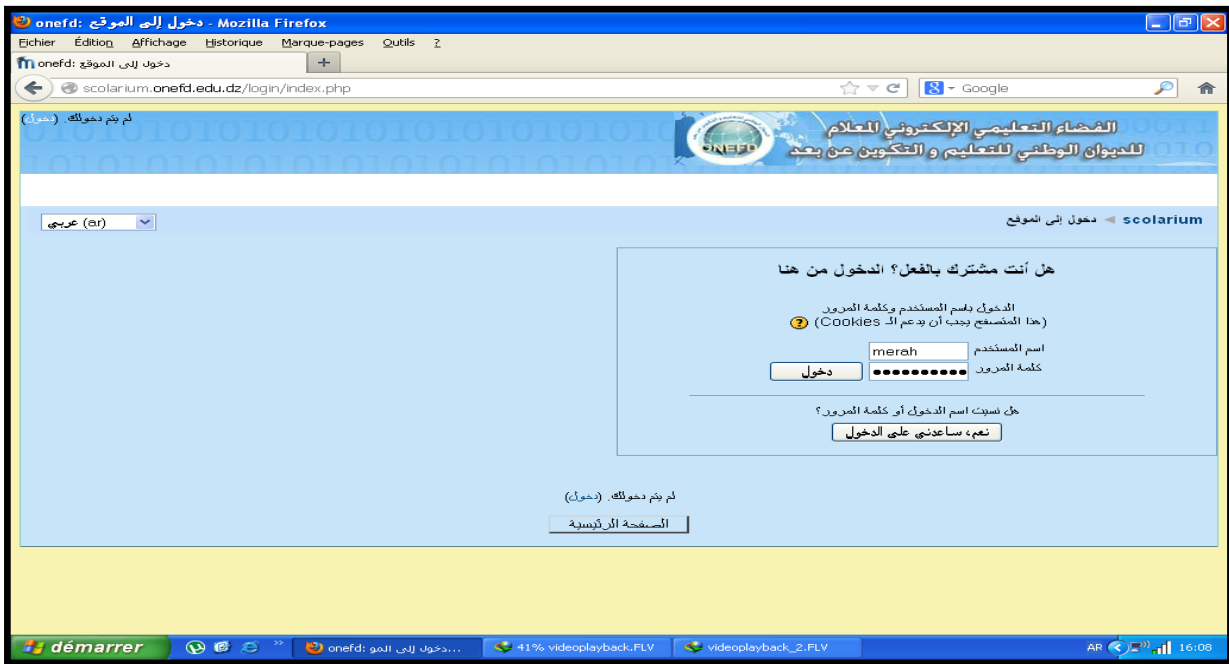 دخول إلى الموقع :onefd - Mozilla Firefox
Fichier Édition Affichage Historique Marque-pages Outils ?
دخول إلى الموقع :onefd
scolarium.onefd.edu.dz/login/index.php
Google
لم يتم دخولك. (دخول)
ONEFD
الفضاء التعليمي الإلكتروني المعلام
للديوان الوطني للتعليم و التكوين عن بعد
عربي (ar)
scolarium ◄ دخول إلى الموقع
هل أنت مشترك بالفعل؟ الدخول من هنا
الدخول باسم المستخدم وكلمة المرور
(هذا المتصفح يجب أن يدعم الـ Cookies) ?
اسم المستخدم merah
كلمة المرور ●●●●●●●●●● دخول
هل نسيت اسم الدخول أو كلمة المرور؟
نعم، ساعدني على الدخول
لم يتم دخولك. (دخول)
الصفحة الرئيسية
démarrer
onefd: دخول إلى المو...
41% videoplayback.FLV
videoplayback_2.FLV
AR
16:08